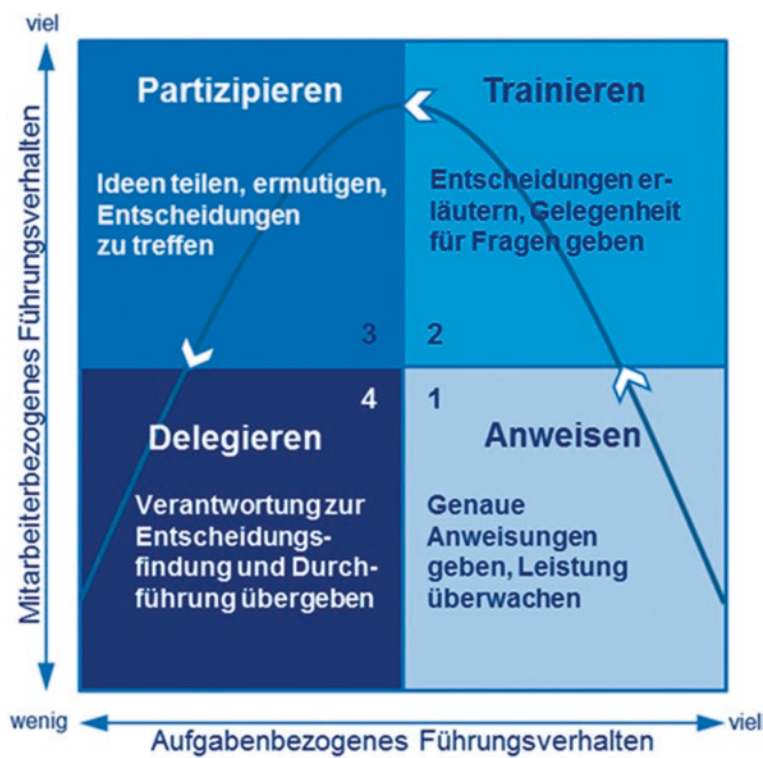 viel
Mitarbeiterbezogenes Führungsverhalten
Partizipieren
Ideen teilen, ermutigen,
Entscheidungen
zu treffen
3
Trainieren
Entscheidungen er-
läutern, Gelegenheit
für Fragen geben
2
4
Delegieren
Verantwortung zur
Entscheidungs-
findung und Durch-
führung übergeben
1
Anweisen
Genaue
Anweisungen
geben, Leistung
überwachen
wenig
Aufgabenbezogenes Führungsverhalten
viel